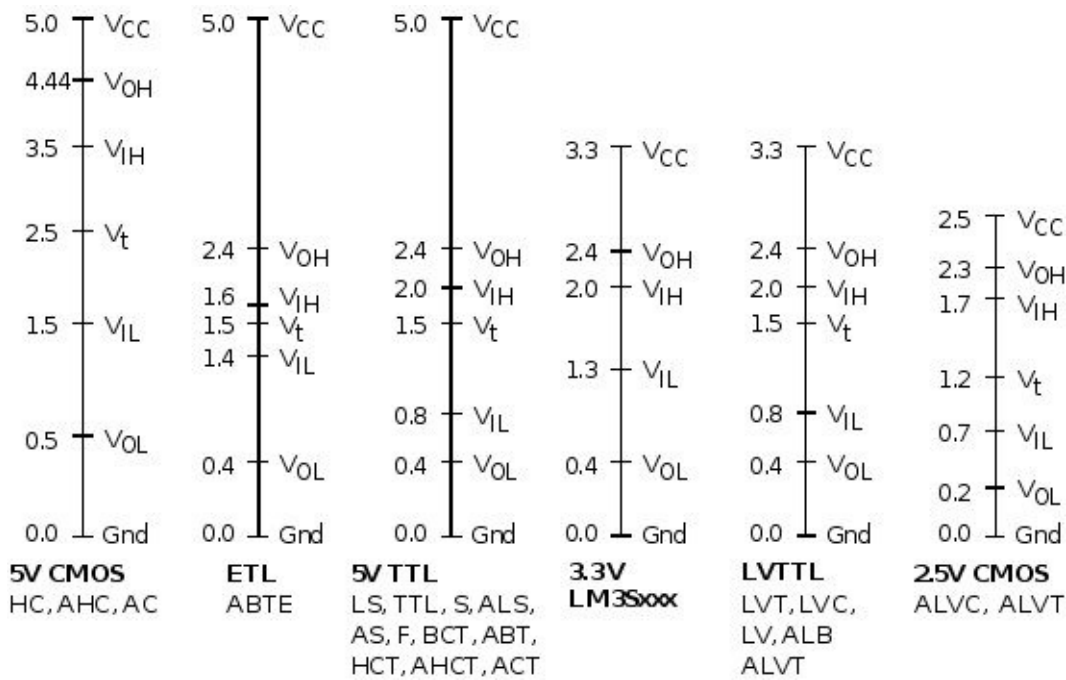 5.0 VCC
4.44 VOH
3.5 VIH
2.5 Vt
1.5 VIL
0.5 VOL
0.0 Gnd
5V CMOS
HC, AHC, AC
5.0 VCC
2.4 VOH
1.6 VIH
1.5 Vt
1.4 VIL
0.4 VOL
0.0 Gnd
ETL
ABTE
5.0 VCC
2.4 VOH
2.0 VIH
1.5 Vt
0.8 VIL
0.4 VOL
0.0 Gnd
5V TTL
LS, TTL, S, ALS,
AS, F, BCT, ABT,
HCT, AHCT, ACT
3.3 VCC
2.4 VOH
2.0 VIH
1.3 VIL
0.4 VOL
0.0 Gnd
3.3V
LM3Sxxx
3.3 VCC
2.4 VOH
2.0 VIH
1.5 Vt
0.8 VIL
0.4 VOL
0.0 Gnd
LVTTL
LVT, LVC,
LV, ALB
ALVT
2.5 VCC
2.3 VOH
1.7 VIH
1.2 Vt
0.7 VIL
0.2 VOL
0.0 Gnd
2.5V CMOS
ALVC, ALVT